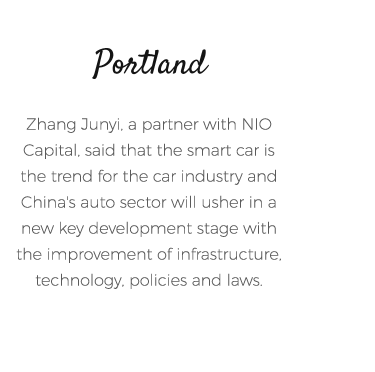 Portland
Zhang Junyi, a partner with NIO
Capital, said that the smart car is
the trend for the car industry and
China's auto sector will usher in a
new key development stage with
the improvement of infrastructure,
technology, policies and laws.